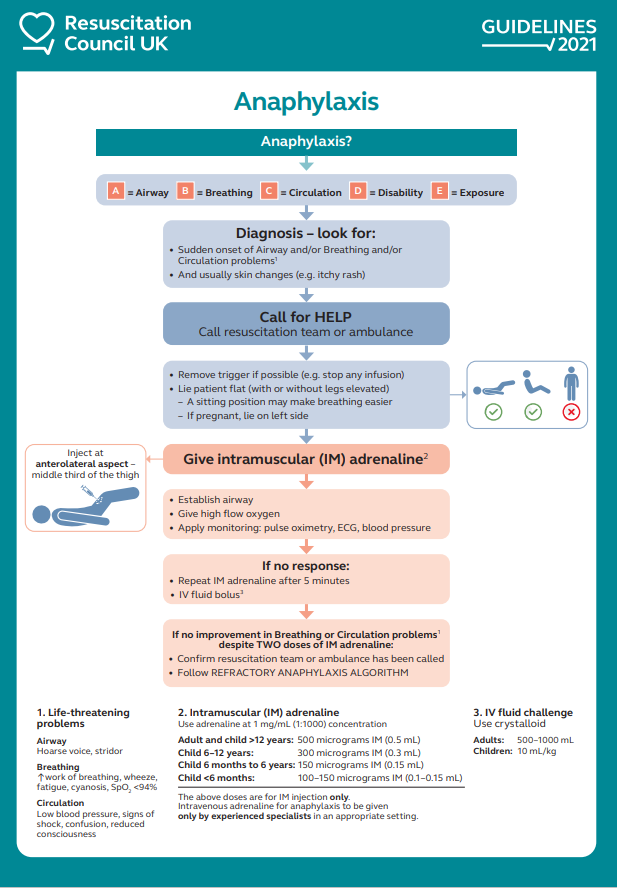 Resuscitation
Council UK
GUIDELINES
2021
Anaphylaxis
Anaphylaxis?
A = Airway B = Breathing C = Circulation D = Disability E = Exposure
Diagnosis – look for:
• Sudden onset of Airway and/or Breathing and/or
Circulation problems¹
• And usually skin changes (e.g. itchy rash)
Call for HELP
Call resuscitation team or ambulance
• Remove trigger if possible (e.g. stop any infusion)
• Lie patient flat (with or without legs elevated)
– A sitting position may make breathing easier
– If pregnant, lie on left side
Inject at
anterolateral aspect –
middle third of the thigh
Give intramuscular (IM) adrenaline²
• Establish airway
• Give high flow oxygen
• Apply monitoring: pulse oximetry, ECG, blood pressure
If no response:
• Repeat IM adrenaline after 5 minutes
• IV fluid bolus³
If no improvement in Breathing or Circulation problems¹
despite TWO doses of IM adrenaline:
• Confirm resuscitation team or ambulance has been called
• Follow REFRACTORY ANAPHYLAXIS ALGORITHM
1. Life-threatening
problems
Airway
Hoarse voice, stridor
Breathing
↑work of breathing, wheeze,
fatigue, cyanosis, SpO₂ <94%
Circulation
Low blood pressure, signs of
shock, confusion, reduced
consciousness
2. Intramuscular (IM) adrenaline
Use adrenaline at 1 mg/mL (1:1000) concentration
Adult and child >12 years: 500 micrograms IM (0.5 mL)
Child 6–12 years: 300 micrograms IM (0.3 mL)
Child 6 months to 6 years: 150 micrograms IM (0.15 mL)
Child <6 months: 100–150 micrograms IM (0.1–0.15 mL)
The above doses are for IM injection only.
Intravenous adrenaline for anaphylaxis to be given
only by experienced specialists in an appropriate setting.
3. IV fluid challenge
Use crystalloid
Adults: 500–1000 mL
Children: 10 mL/kg